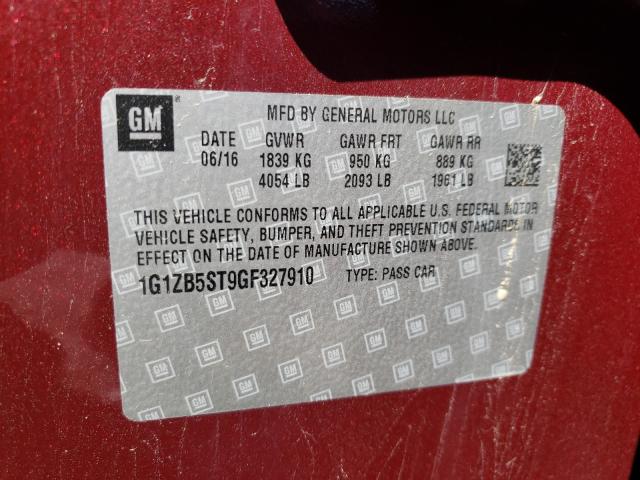 GM
MFD BY GENERAL MOTORS LLC
DATE GVWR GAWR FRT GAWR RR
06/16 1839 KG 950 KG 889 KG
4054 LB 2093 LB 1961 LB
THIS VEHICLE CONFORMS TO ALL APPLICABLE U.S. FEDERAL MOTOR
VEHICLE SAFETY, BUMPER, AND THEFT PREVENTION STANDARDS IN
EFFECT ON THE DATE OF MANUFACTURE SHOWN ABOVE.
1G1ZB5ST9GF327910 TYPE: PASS CAR